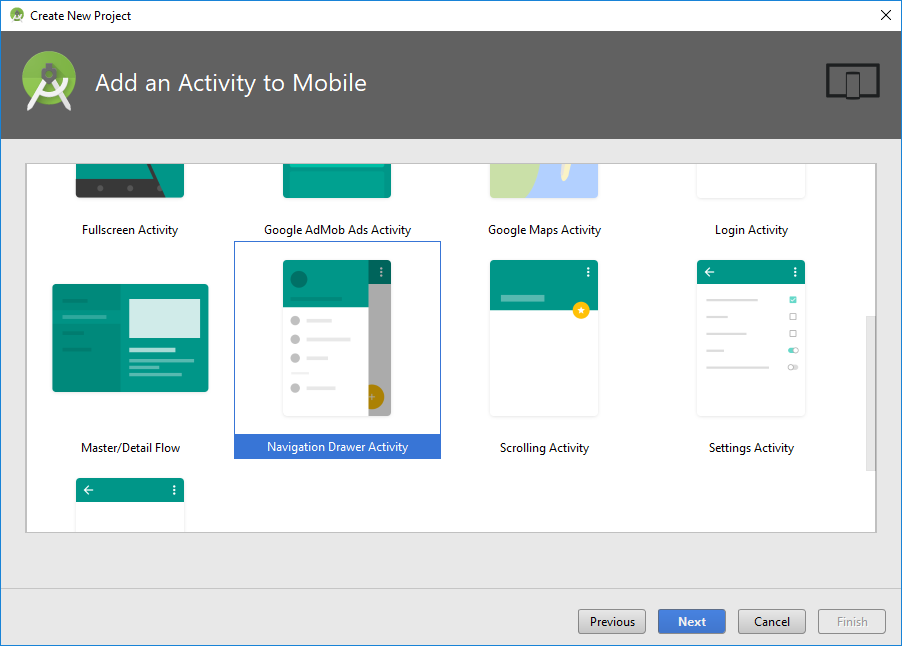 Create New Project
Add an Activity to Mobile
Fullscreen Activity
Google AdMob Ads Activity
Google Maps Activity
Login Activity
Master/Detail Flow
Navigation Drawer Activity
Scrolling Activity
Settings Activity
Previous
Next
Cancel
Finish